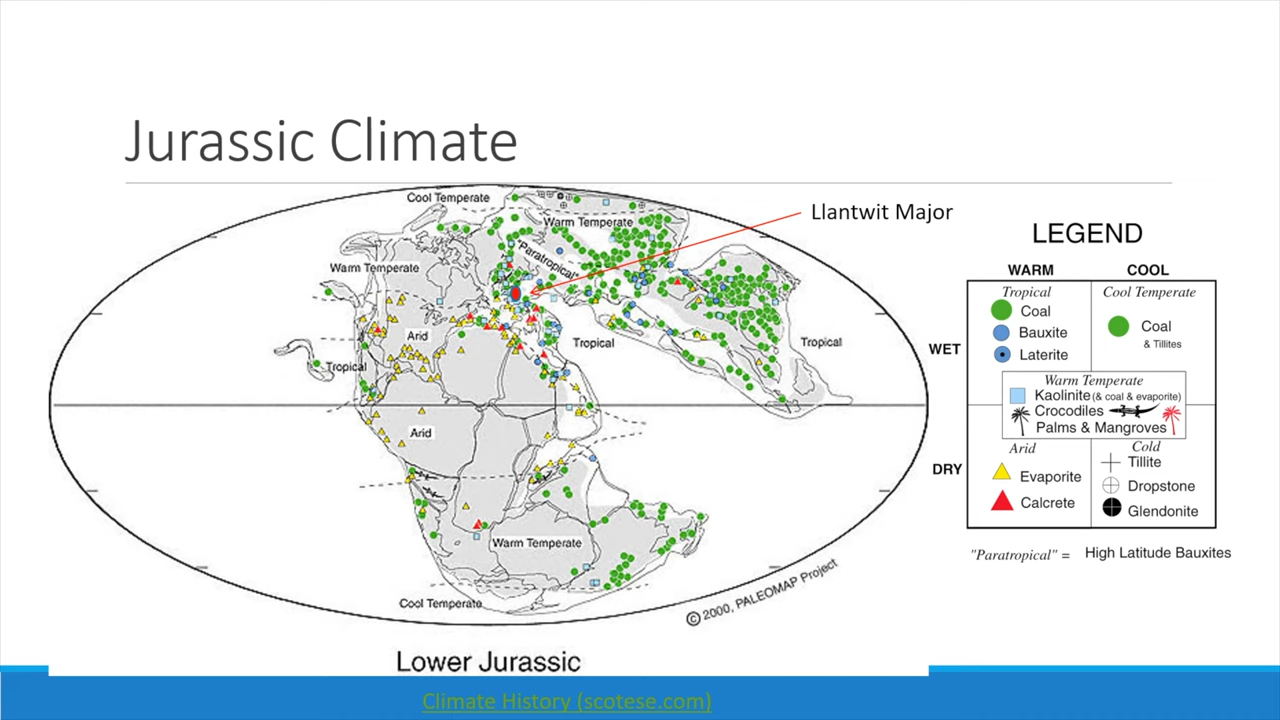 Jurassic Climate
Cool Temperate
Warm Temperate
Llantwit Major
"Paratropical"
Warm Temperate
Arid
Tropical
Tropical
Tropical
Arid
Warm Temperate
Cool Temperate
© 2000, PALEOMAP Project
Lower Jurassic
LEGEND
WARM COOL
WET
Tropical
Coal
Bauxite
Laterite
Cool Temperate
Coal
& Tillites
Warm Temperate
Kaolinite (& coal & evaporite)
Crocodiles
Palms & Mangroves
DRY
Arid
Evaporite
Calcrete
Cold
Tillite
Dropstone
Glendonite
"Paratropical" = High Latitude Bauxites
Climate History (scotese.com)